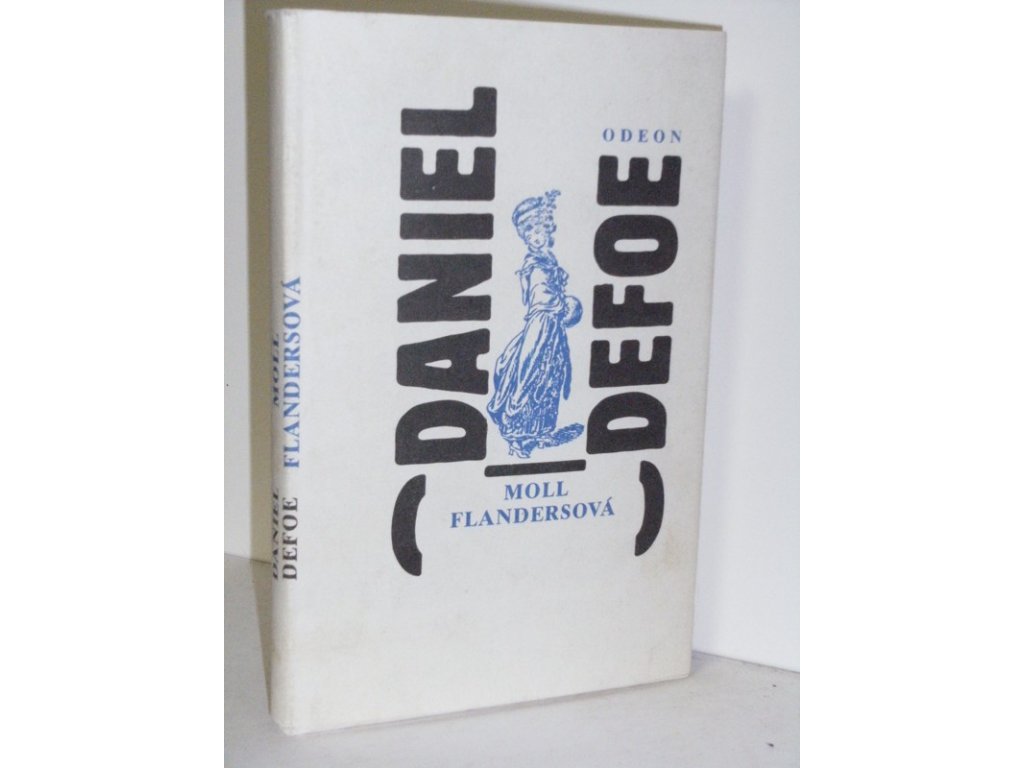 ODEON
DANIEL
DEFOE
MOLL
FLANDERSOVÁ
DANIEL
DEFOE
MOLL
FLANDERSOVÁ